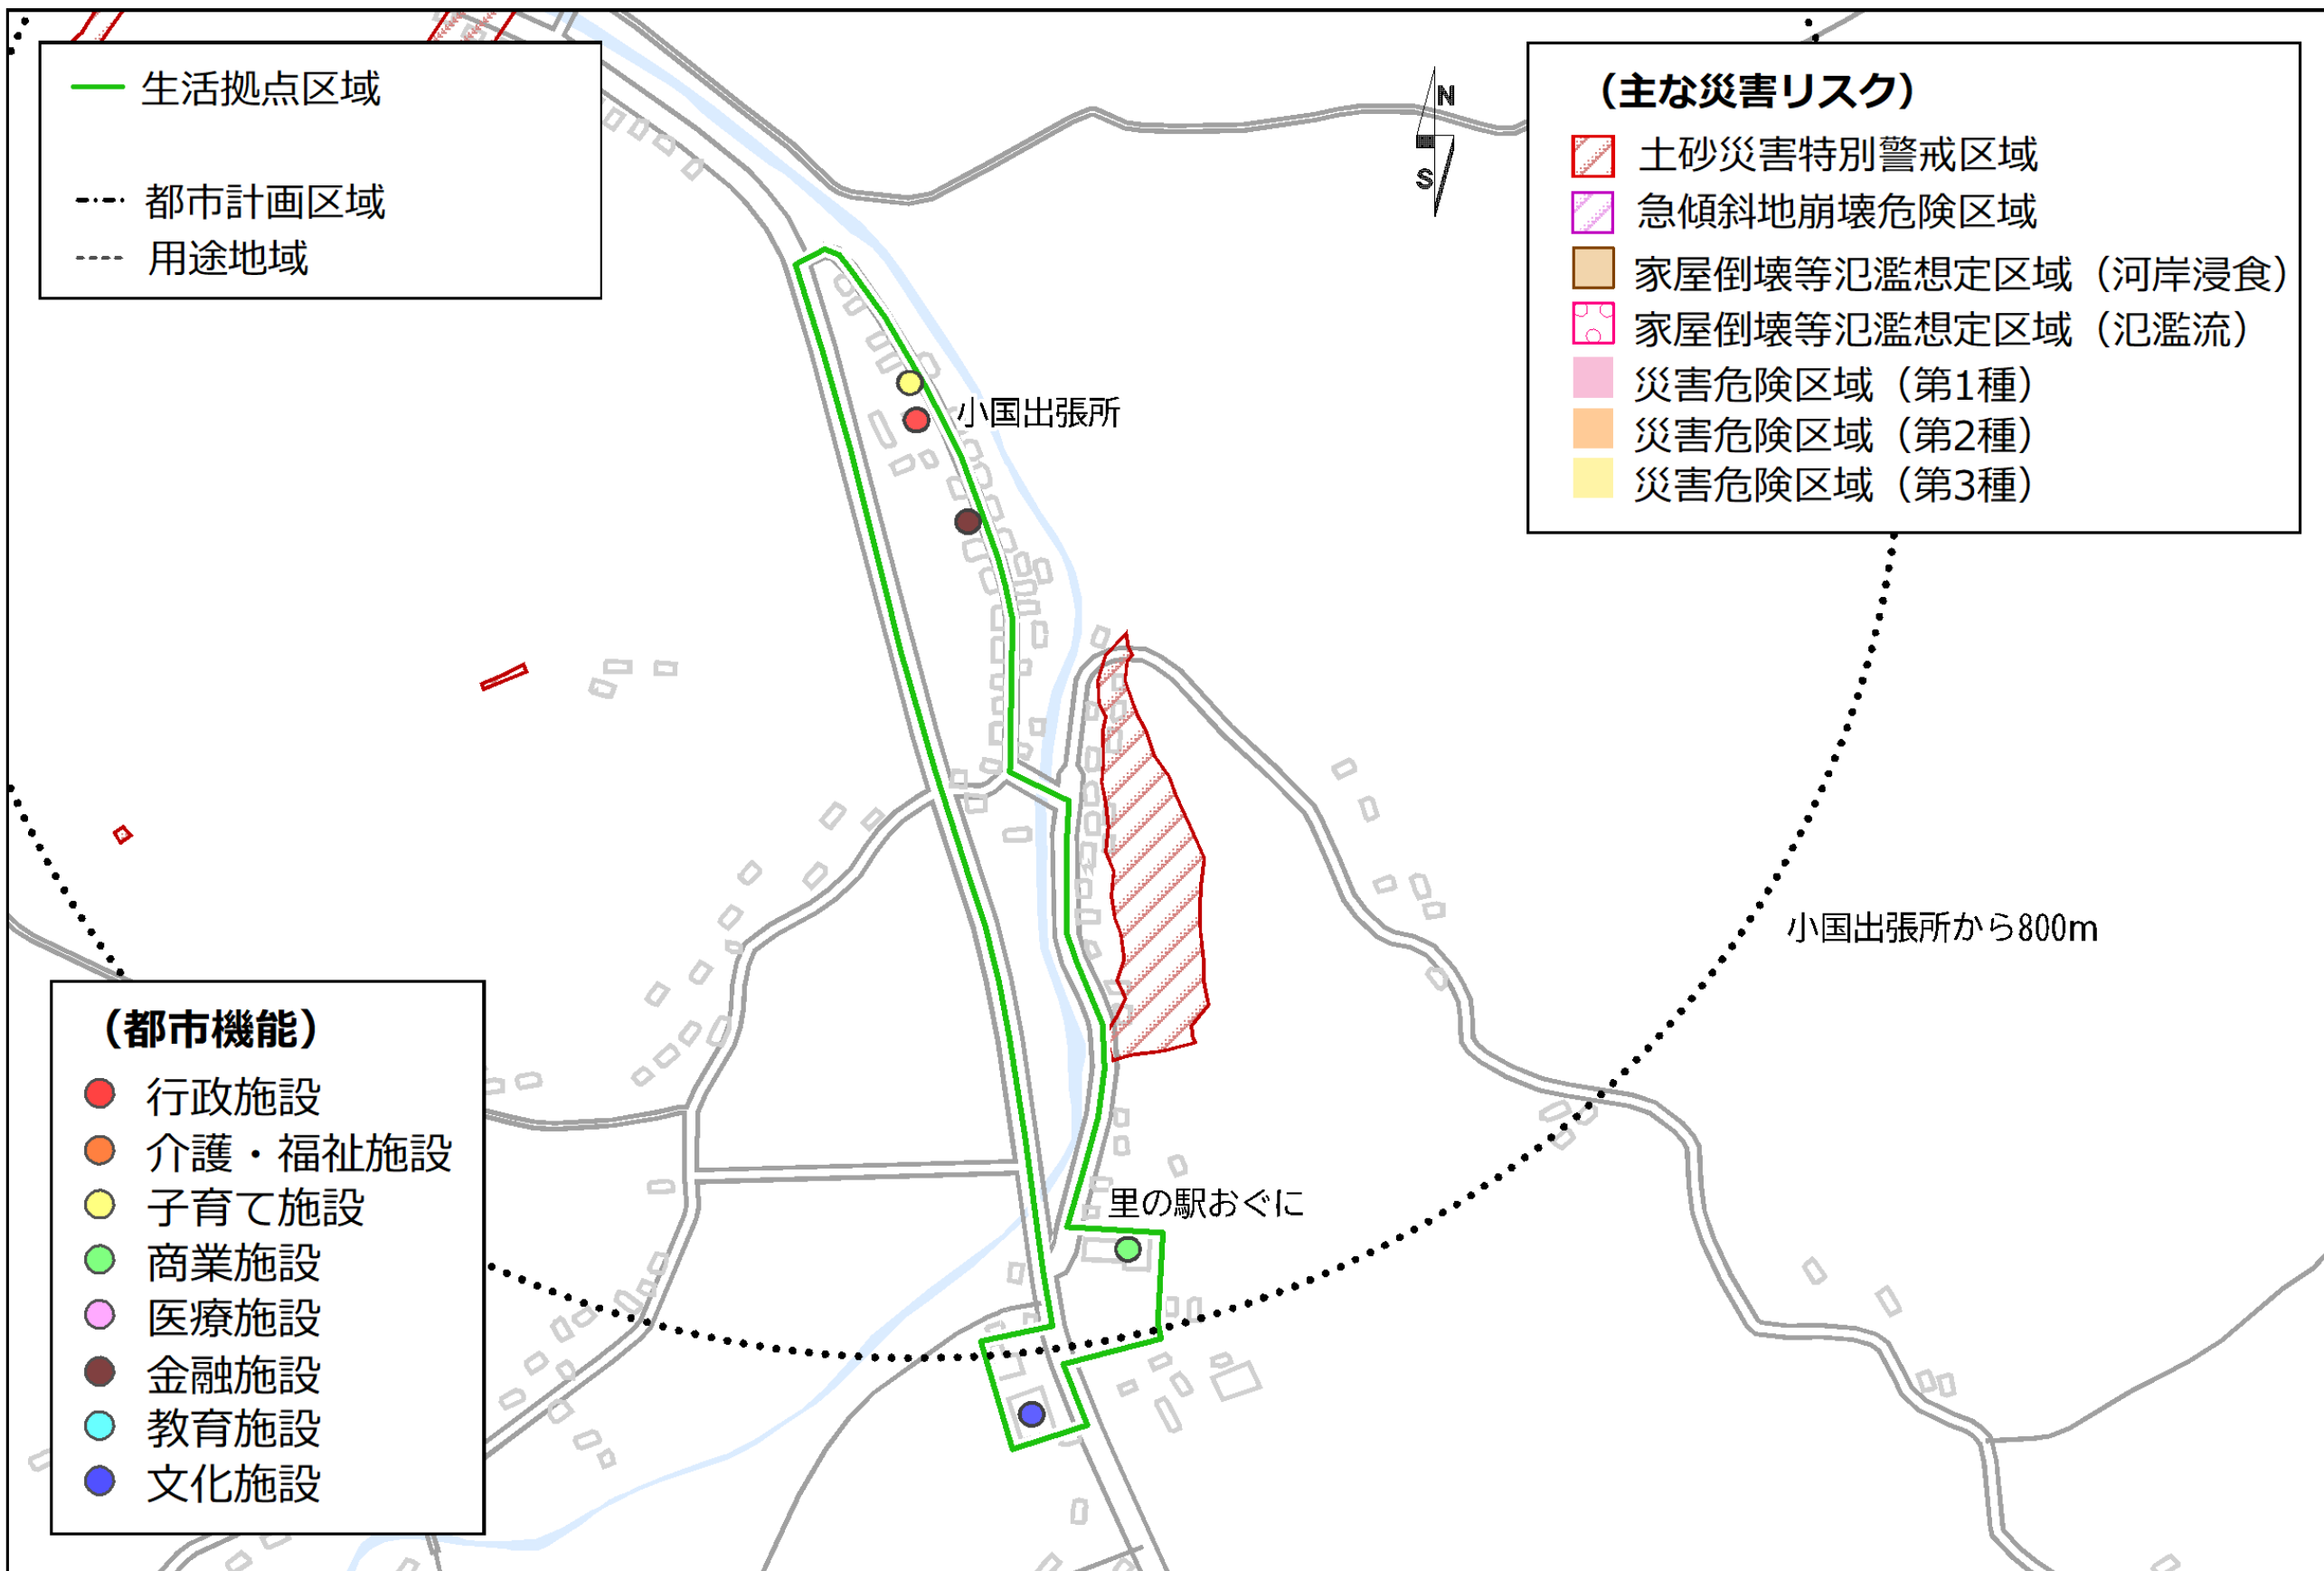 生活拠点区域
都市計画区域
用途地域
N
S
（主な災害リスク）
土砂災害特別警戒区域
急傾斜地崩壊危険区域
家屋倒壊等氾濫想定区域（河岸浸食）
家屋倒壊等氾濫想定区域（氾濫流）
災害危険区域（第1種）
災害危険区域（第2種）
災害危険区域（第3種）
小国出張所
小国出張所から800m
里の駅おぐに
（都市機能）
行政施設
介護・福祉施設
子育て施設
商業施設
医療施設
金融施設
教育施設
文化施設